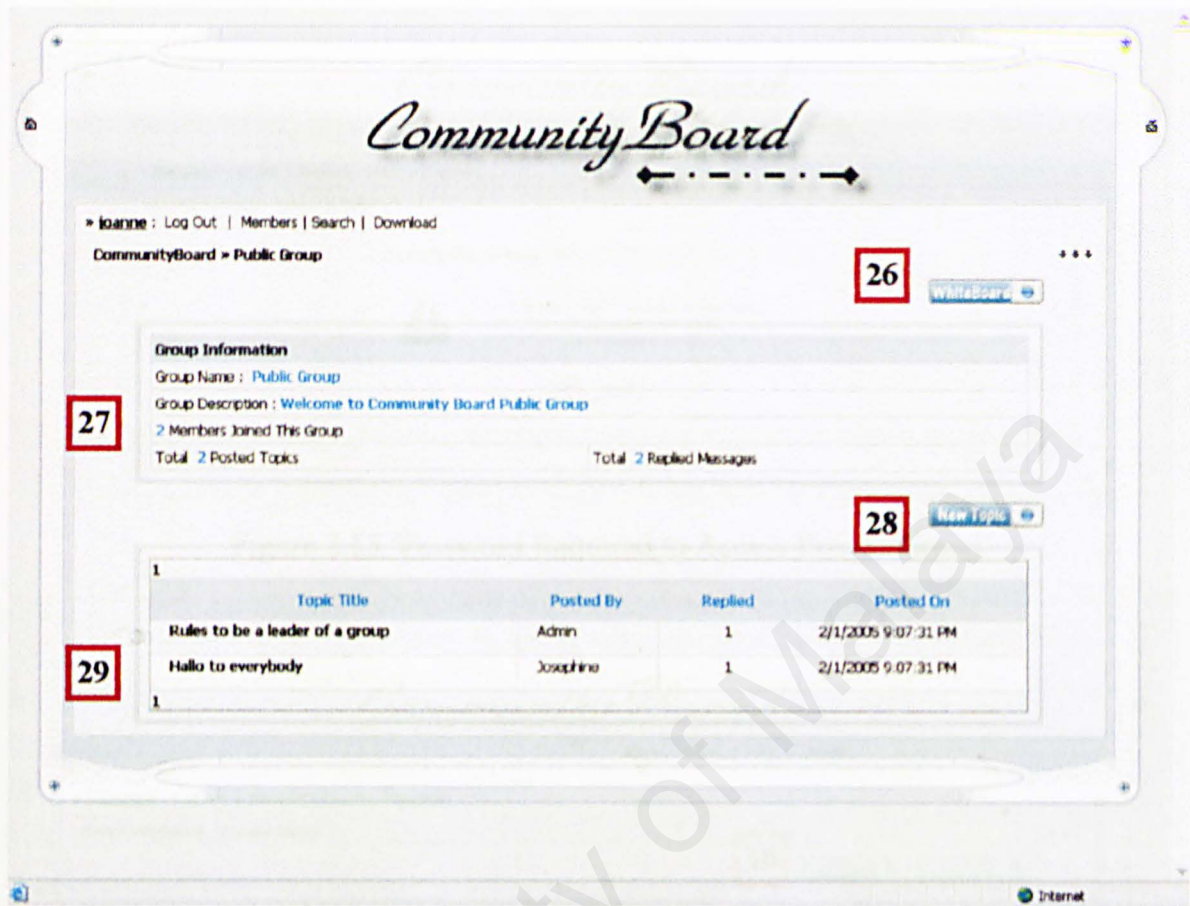 Community Board
» joanne : Log Out | Members | Search | Download
CommunityBoard » Public Group
26
WhiteBoard
Group Information
Group Name : Public Group
27
Group Description : Welcome to Community Board Public Group
2 Members Joined This Group
Total 2 Posted Topics Total 2 Replied Messages
28
New Topic
1
Topic Title Posted By Replied Posted On
Rules to be a leader of a group Admin 1 2/1/2005 9:07:31 PM
29
Hallo to everybody Josephine 1 2/1/2005 9:07:31 PM
1
ty of Malaya
Internet